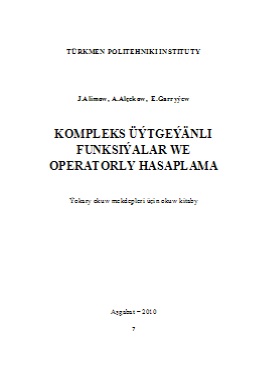 TÜRKMEN POLITEHNIKI INSTITUTY
J.Alimow, A.Alçekow, E.Garryýew
KOMPLEKS ÜÝTGEÝÄNLI
FUNKSIÝALAR WE
OPERATORLY HASAPLAMA
Ýokary okuw mekdepleri üçin okuw kitaby
Aşgabat – 2010
7